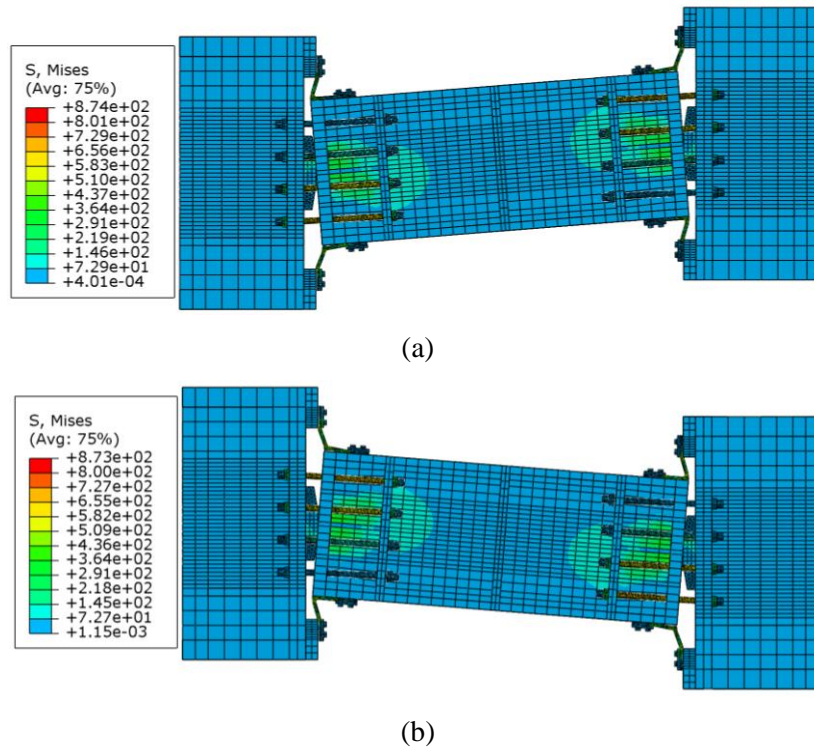 S, Mises
(Avg: 75%)
+8.74e+02
+8.01e+02
+7.29e+02
+6.56e+02
+5.83e+02
+5.10e+02
+4.37e+02
+3.64e+02
+2.91e+02
+2.19e+02
+1.46e+02
+7.29e+01
+4.01e-04
(a)
S, Mises
(Avg: 75%)
+8.73e+02
+8.00e+02
+7.27e+02
+6.55e+02
+5.82e+02
+5.09e+02
+4.36e+02
+3.64e+02
+2.91e+02
+2.18e+02
+1.45e+02
+7.27e+01
+1.15e-03
(b)